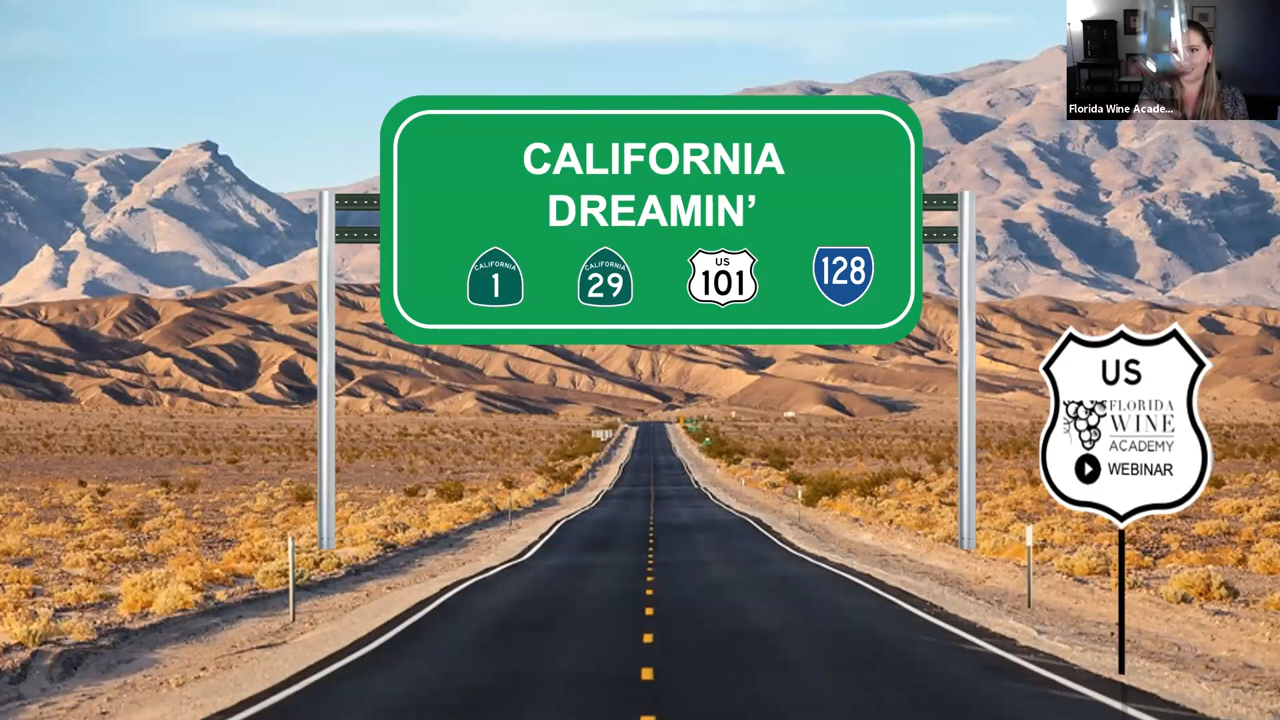 CALIFORNIA
DREAMIN’
CALIFORNIA
1
CALIFORNIA
29
US
101
128
Florida Wine Acade...
US
FLORIDA
WINE
ACADEMY
WEBINAR